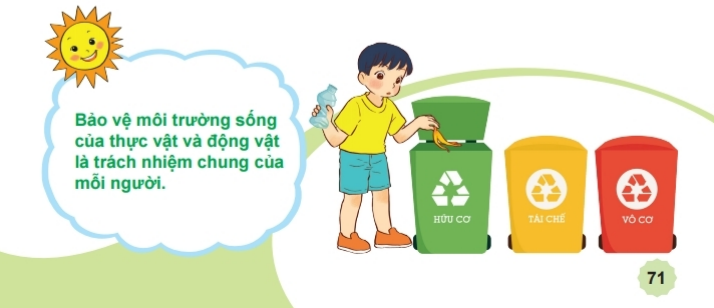 Bảo vệ môi trường sống
của thực vật và động vật
là trách nhiệm chung của
mỗi người.
HỮU CƠ
TÁI CHẾ
VÔ CƠ
71